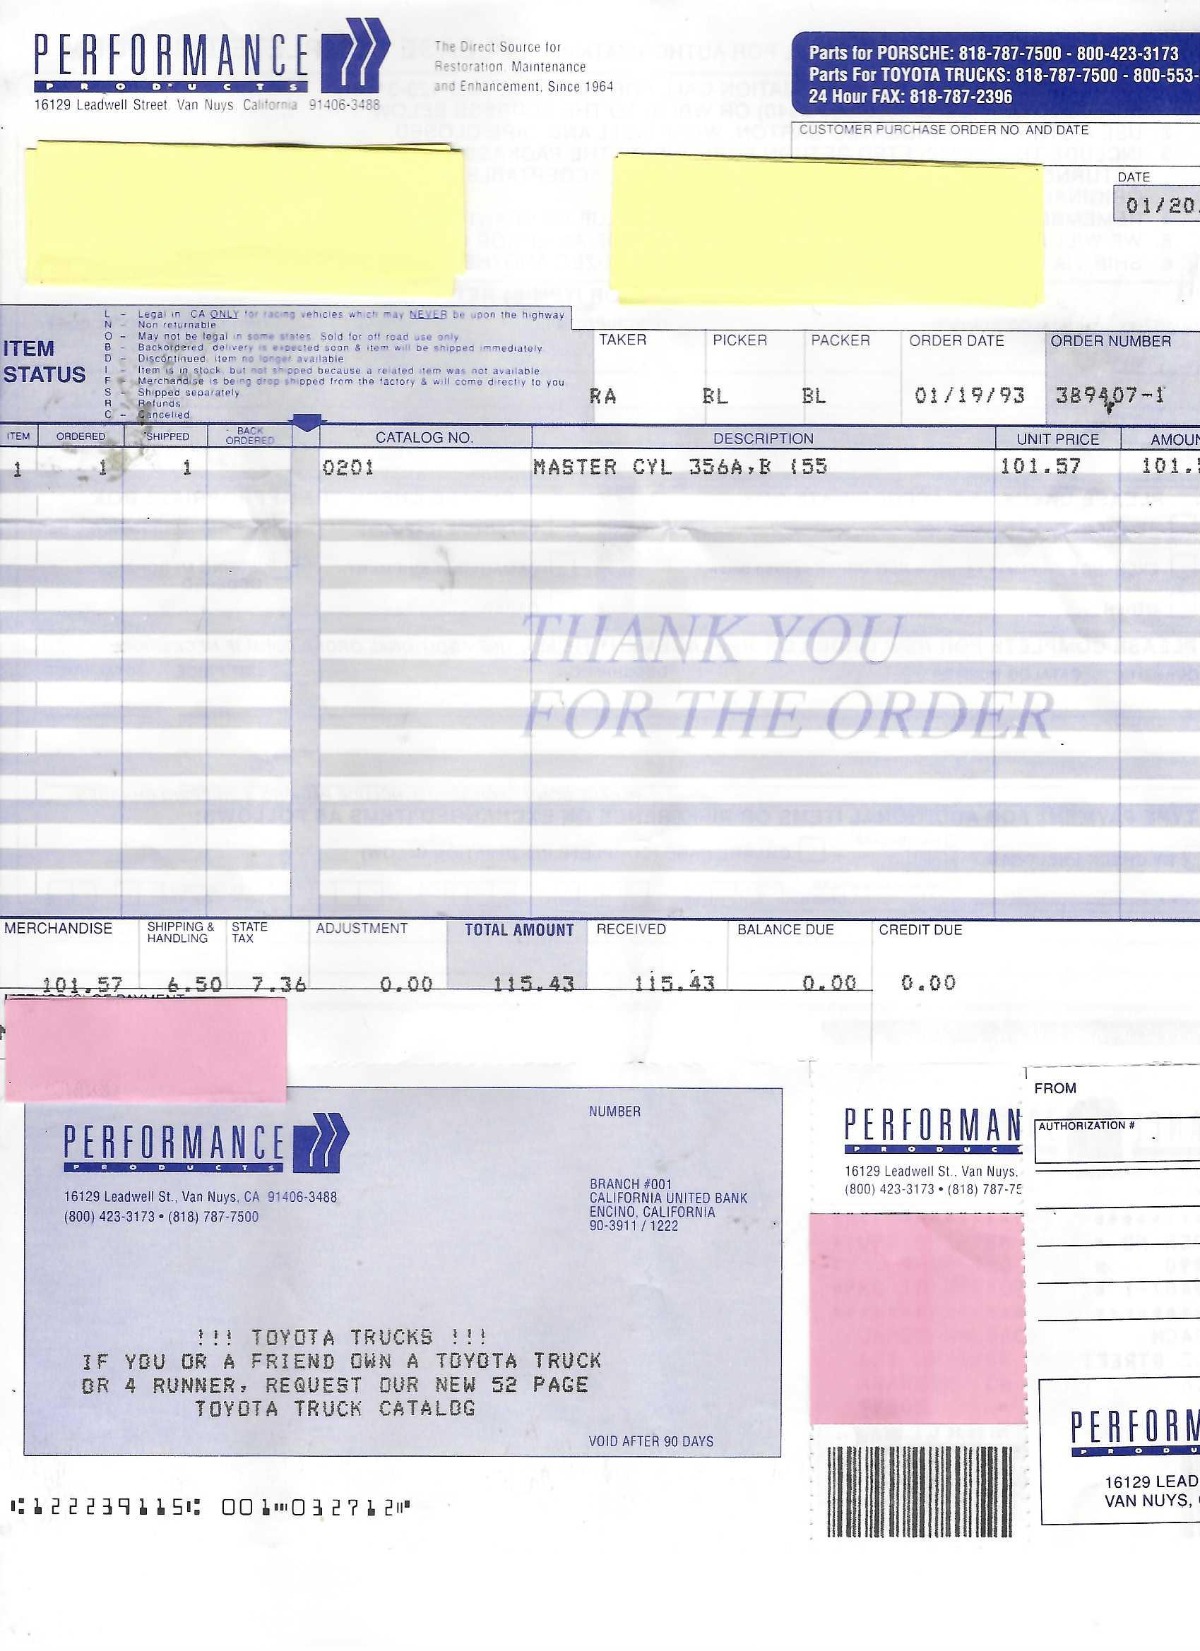 PERFORMANCE
PRODUCTS
16129 Leadwell Street, Van Nuys, California 91406-3488
The Direct Source for
Restoration, Maintenance
and Enhancement, Since 1964
Parts for PORSCHE: 818-787-7500 - 800-423-3173
Parts For TOYOTA TRUCKS: 818-787-7500 - 800-553-
24 Hour FAX: 818-787-2396
CUSTOMER PURCHASE ORDER NO AND DATE
DATE
01/20
ITEM
STATUS
L - Legal in CA ONLY for racing vehicles which may NEVER be upon the highway
N - Non returnable
O - May not be legal in some states. Sold for off road use only
B - Backordered, delivery is expected soon & item will be shipped immediately
D - Discontinued, item no longer available
I - Item is in stock, but not shipped because a related item was not available
F - Merchandise is being drop shipped from the factory & will come directly to you
S - Shipped separately
R - Refunds
C - Cancelled
TAKER PICKER PACKER ORDER DATE ORDER NUMBER
RA BL BL 01/19/93 389407-1
ITEM ORDERED SHIPPED BACK ORDERED CATALOG NO. DESCRIPTION UNIT PRICE AMOUN
1 1 1 0201 MASTER CYL 356A,B (55 101.57 101.
THANK YOU
FOR THE ORDER
MERCHANDISE SHIPPING & HANDLING STATE TAX ADJUSTMENT TOTAL AMOUNT RECEIVED BALANCE DUE CREDIT DUE
101.57 6.50 7.36 0.00 115.43 115.43 0.00 0.00
PERFORMANCE
PRODUCTS
16129 Leadwell St., Van Nuys, CA 91406-3488
(800) 423-3173 • (818) 787-7500
NUMBER
BRANCH #001
CALIFORNIA UNITED BANK
ENCINO, CALIFORNIA
90-3911 / 1222
!!! TOYOTA TRUCKS !!!
IF YOU OR A FRIEND OWN A TOYOTA TRUCK
OR 4 RUNNER, REQUEST OUR NEW 52 PAGE
TOYOTA TRUCK CATALOG
VOID AFTER 90 DAYS
⑆122239115⑆ 001⑉032712⑈
PERFORMAN
PRODUC
16129 Leadwell St., Van Nuys,
(800) 423-3173 • (818) 787-75
FROM
AUTHORIZATION #
PERFORM
PRODU
16129 LEAD
VAN NUYS,